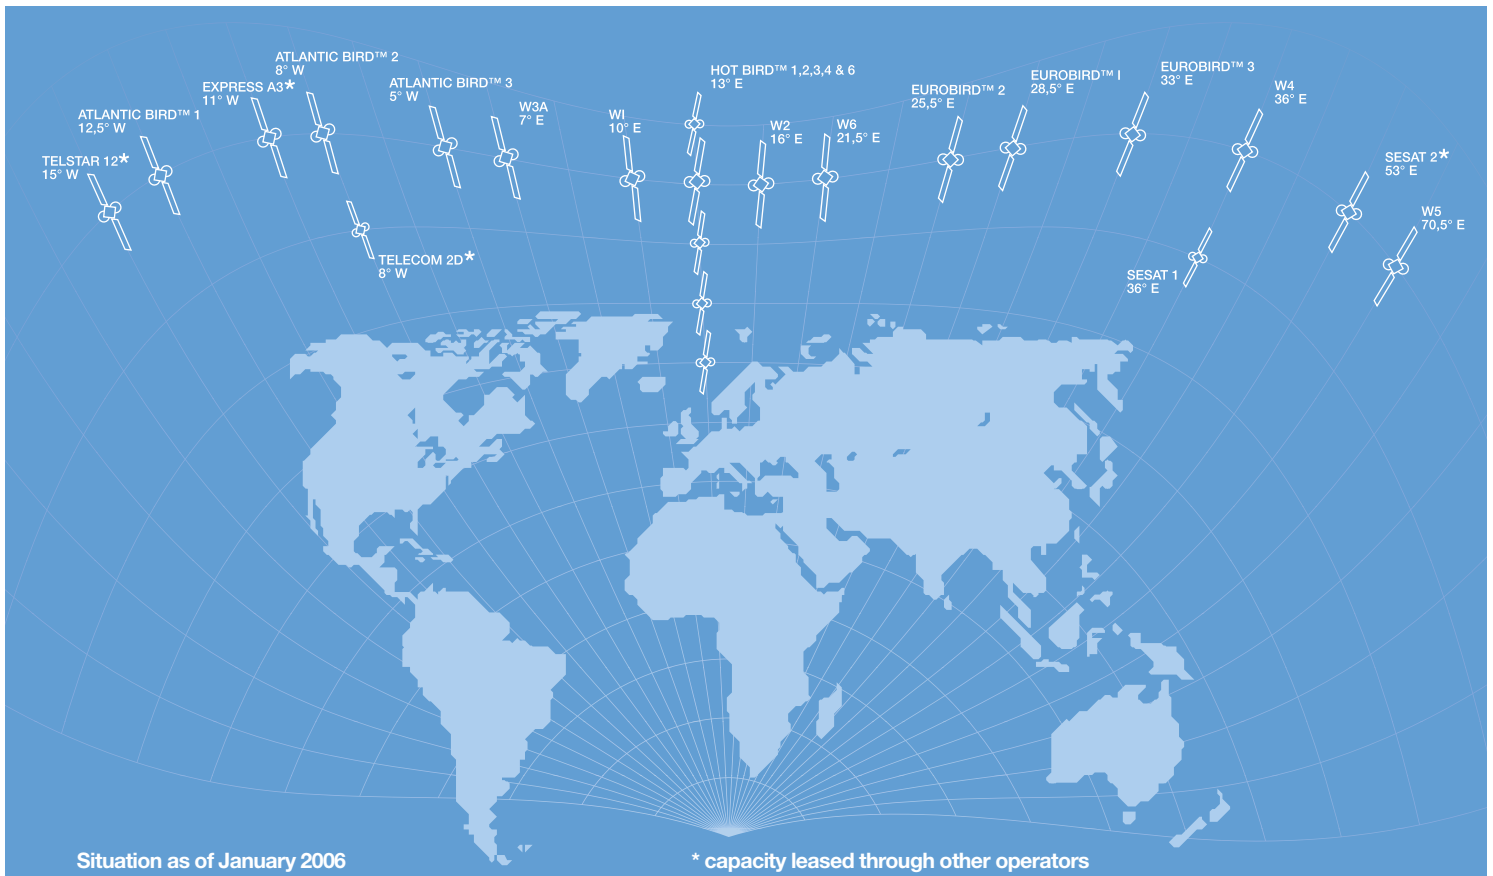 ATLANTIC BIRD™ 2
8° W
EXPRESS A3*
11° W
ATLANTIC BIRD™ 3
5° W
ATLANTIC BIRD™ 1
12,5° W
TELSTAR 12*
15° W
W3A
7° E
WI
10° E
HOT BIRD™ 1,2,3,4 & 6
13° E
W2
16° E
W6
21,5° E
EUROBIRD™ 2
25,5° E
EUROBIRD™ I
28,5° E
EUROBIRD™ 3
33° E
W4
36° E
SESAT 2*
53° E
W5
70,5° E
TELECOM 2D*
8° W
SESAT 1
36° E
Situation as of January 2006
* capacity leased through other operators